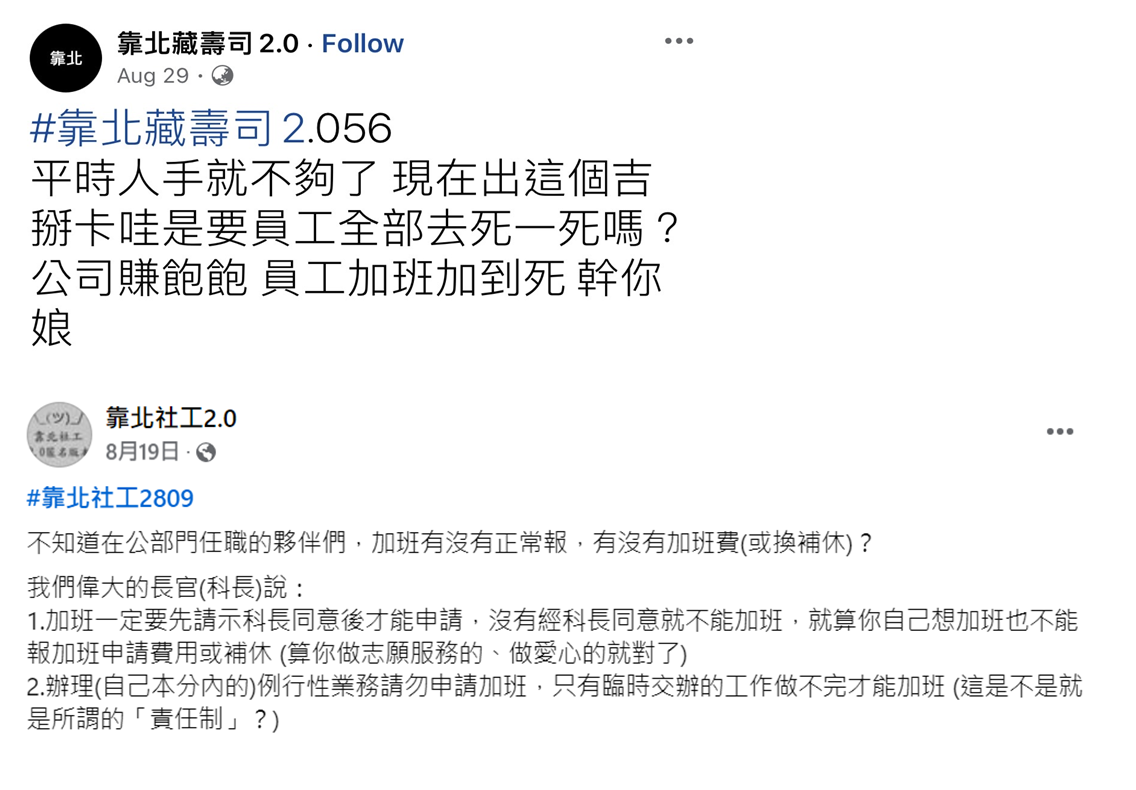 靠北
靠北藏壽司 2.0 · Follow
Aug 29 ·
#靠北藏壽司 2.056
平時人手就不夠了 現在出這個吉
掰卡哇是要員工全部去死一死嗎？
公司賺飽飽 員工加班加到死 幹你
娘
\_(ツ)_/
靠北社工
2.0匿名版
靠北社工2.0
8月19日 ·
#靠北社工2809
不知道在公部門任職的夥伴們，加班有沒有正常報，有沒有加班費(或換補休)？
我們偉大的長官(科長)說：
1.加班一定要先請示科長同意後才能申請，沒有經科長同意就不能加班，就算你自己想加班也不能
報加班申請費用或補休 (算你做志願服務的、做愛心的就對了)
2.辦理(自己本分內的)例行性業務請勿申請加班，只有臨時交辦的工作做不完才能加班 (這是不是就
是所謂的「責任制」？)